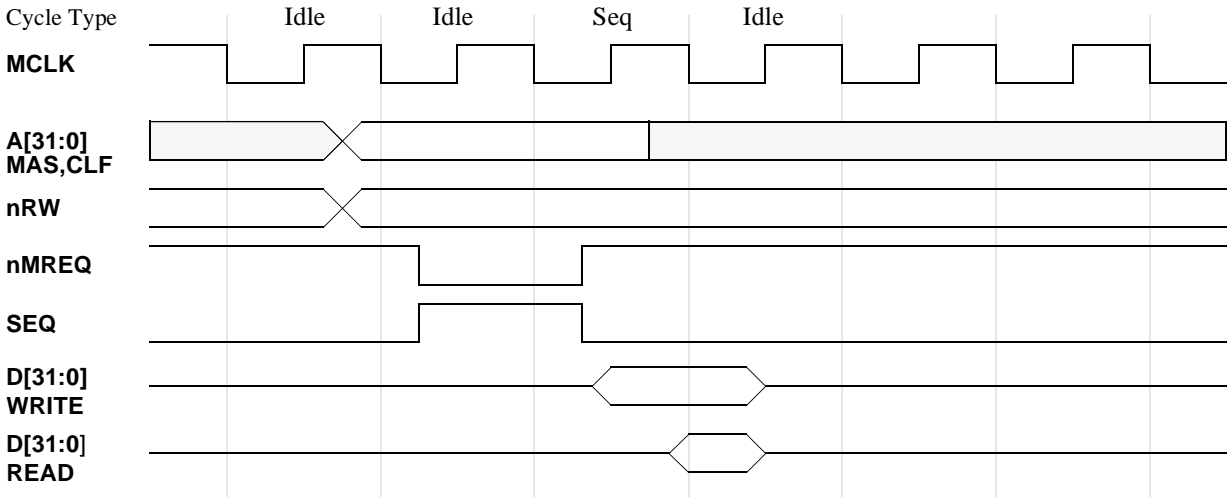 Cycle Type Idle Idle Seq Idle
MCLK
A[31:0]
MAS,CLF
nRW
nMREQ
SEQ
D[31:0]
WRITE
D[31:0]
READ